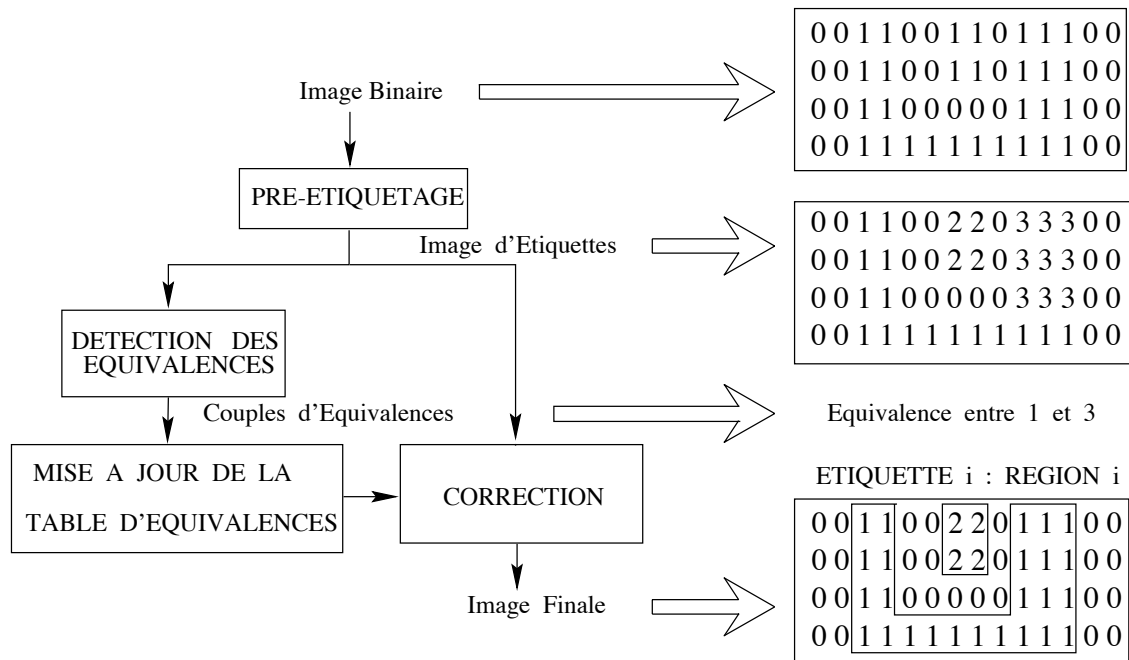 Image Binaire
PRE-ETIQUETAGE
Image d'Etiquettes
DETECTION DES
EQUIVALENCES
Couples d'Equivalences
MISE A JOUR DE LA
TABLE D'EQUIVALENCES
CORRECTION
Image Finale
0 0 1 1 0 0 1 1 0 1 1 1 0 0
0 0 1 1 0 0 1 1 0 1 1 1 0 0
0 0 1 1 0 0 0 0 0 1 1 1 0 0
0 0 1 1 1 1 1 1 1 1 1 1 0 0
0 0 1 1 0 0 2 2 0 3 3 3 0 0
0 0 1 1 0 0 2 2 0 3 3 3 0 0
0 0 1 1 0 0 0 0 0 3 3 3 0 0
0 0 1 1 1 1 1 1 1 1 1 1 0 0
Equivalence entre 1 et 3
ETIQUETTE i : REGION i
0 0 1 1 0 0 2 2 0 1 1 1 0 0
0 0 1 1 0 0 2 2 0 1 1 1 0 0
0 0 1 1 0 0 0 0 0 1 1 1 0 0
0 0 1 1 1 1 1 1 1 1 1 1 0 0